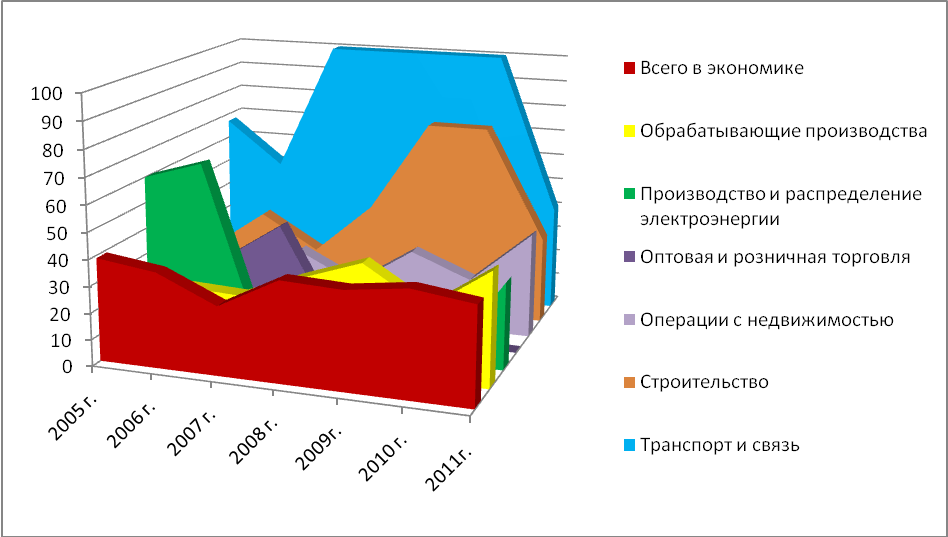 100
90
80
70
60
50
40
30
20
10
0
2005 г.
2006 г.
2007 г.
2008 г.
2009г.
2010 г.
2011г.
Всего в экономике
Обрабатывающие производства
Производство и распределение
электроэнергии
Оптовая и розничная торговля
Операции с недвижимостью
Строительство
Транспорт и связь